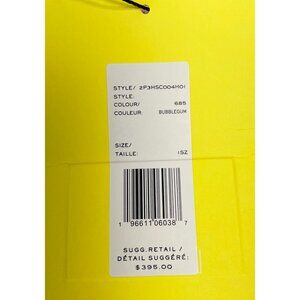 STYLE/ 2P3HSC004H01
STYLE:
COLOUR/ 685
COULEUR BUBBLEGUM
SIZE/
TAILLE: 1SZ
1 96611 06038 7
SUGG.RETAIL /
DÉTAIL SUGGÉRÉ:
$395.00